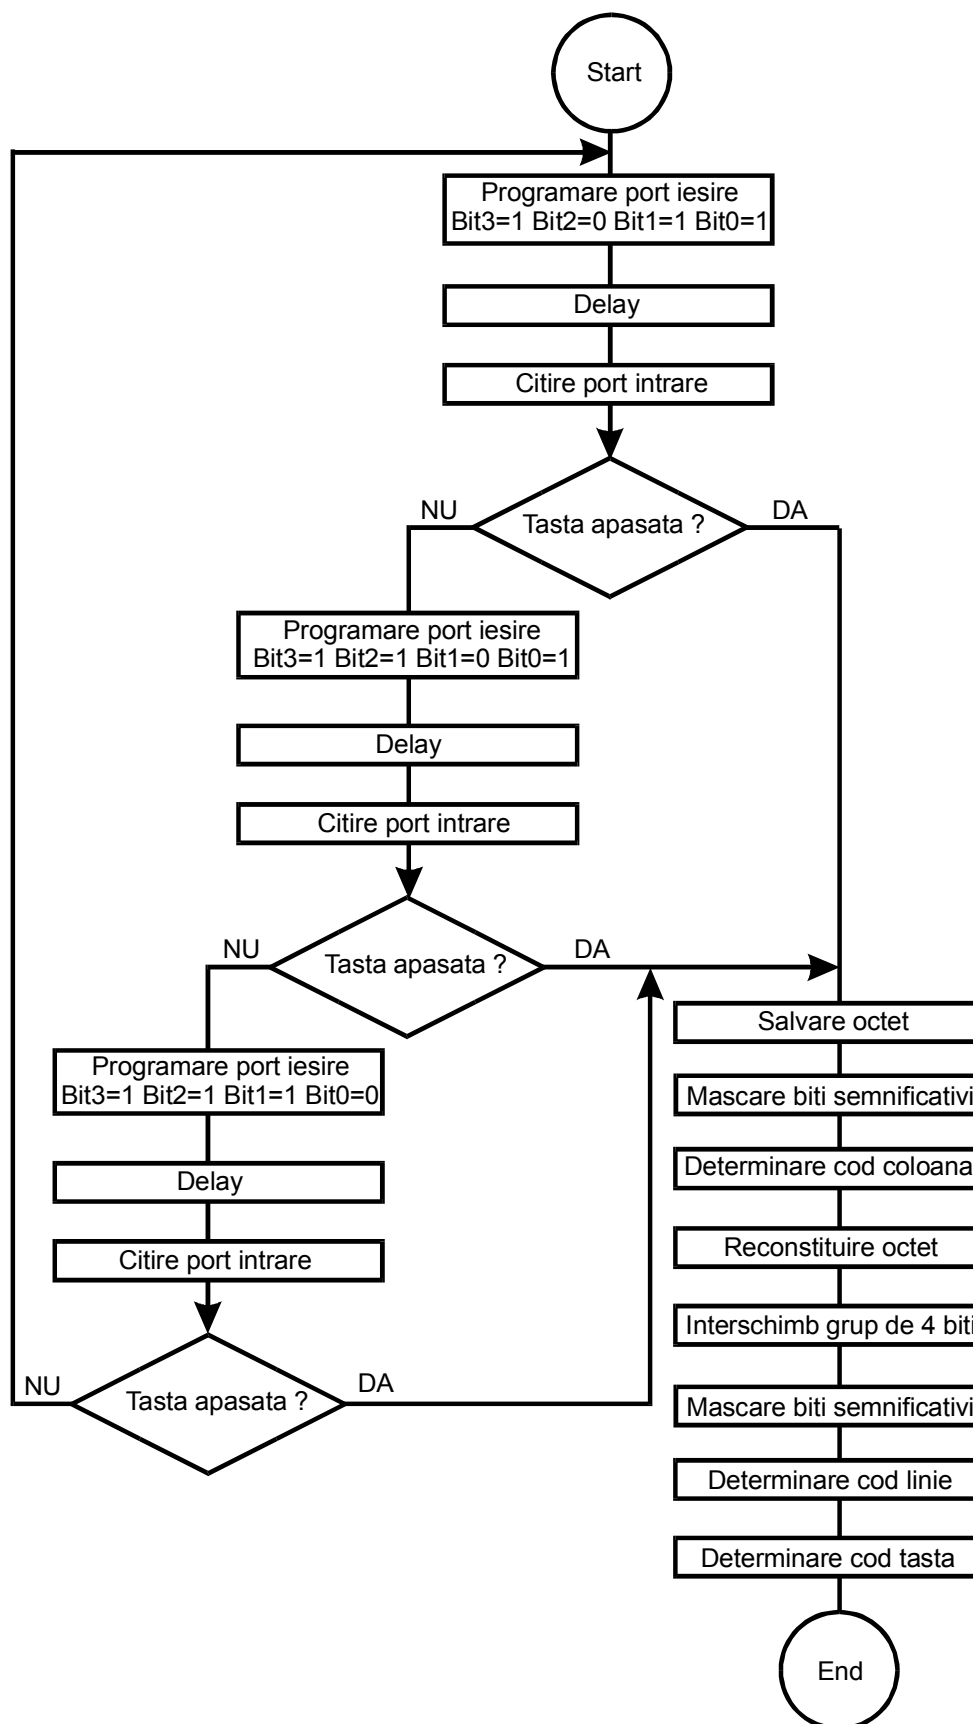 Start
Programare port iesire
Bit3=1 Bit2=0 Bit1=1 Bit0=1
Delay
Citire port intrare
Tasta apasata ?
NU
DA
Programare port iesire
Bit3=1 Bit2=1 Bit1=0 Bit0=1
Delay
Citire port intrare
Tasta apasata ?
NU
DA
Programare port iesire
Bit3=1 Bit2=1 Bit1=1 Bit0=0
Delay
Citire port intrare
Tasta apasata ?
NU
DA
Salvare octet
Mascare biti semnificativi
Determinare cod coloana
Reconstituire octet
Interschimb grup de 4 biti
Mascare biti semnificativi
Determinare cod linie
Determinare cod tasta
End